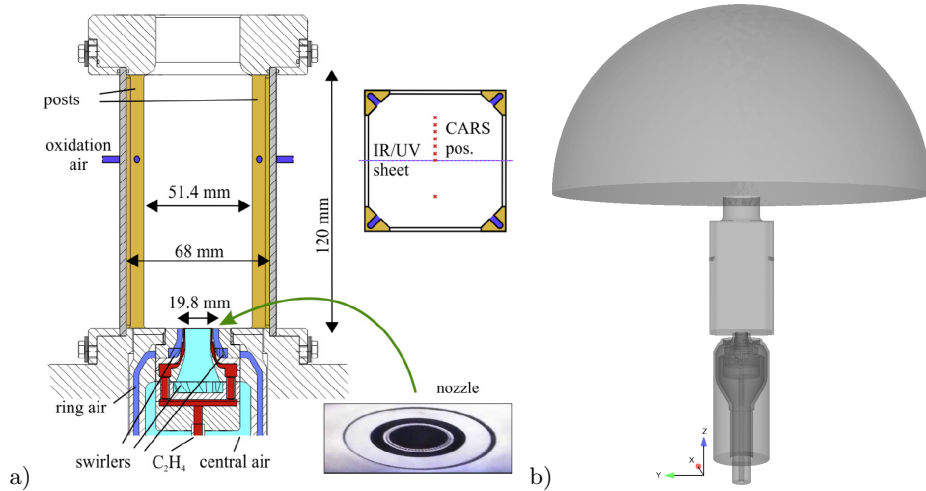 posts
oxidation
air
51.4 mm
68 mm
120 mm
19.8 mm
IR/UV
sheet
CARS
pos.
nozzle
ring air
swirlers
C₂H₄
central air
a)
b)
Z
X
Y